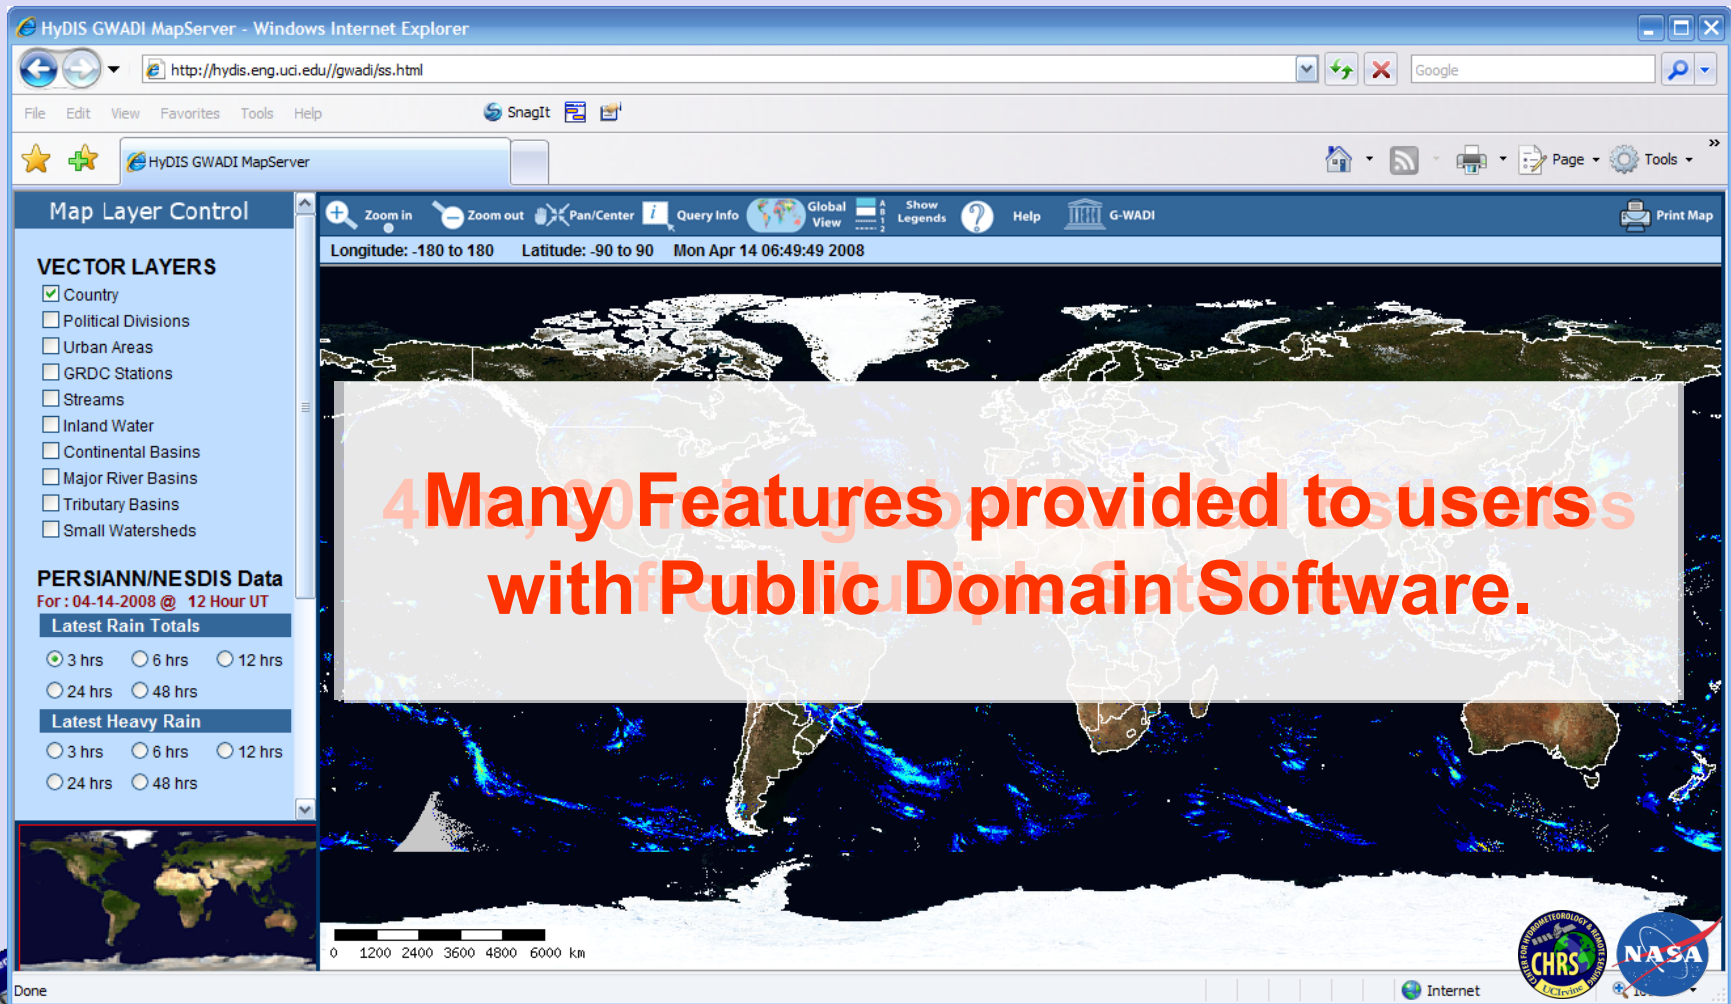 HyDIS GWADI MapServer - Windows Internet Explorer
http://hydis.eng.uci.edu//gwadi/ss.html
Google
File Edit View Favorites Tools Help
SnagIt
HyDIS GWADI MapServer
Page
Tools
Map Layer Control
Zoom in
Zoom out
Pan/Center
Query Info
Global View
Show Legends
Help
G-WADI
Print Map
Longitude: -180 to 180 Latitude: -90 to 90 Mon Apr 14 06:49:49 2008
VECTOR LAYERS
Country
Political Divisions
Urban Areas
GRDC Stations
Streams
Inland Water
Continental Basins
Major River Basins
Tributary Basins
Small Watersheds
PERSIANN/NESDIS Data
For : 04-14-2008 @ 12 Hour UT
Latest Rain Totals
3 hrs 6 hrs 12 hrs
24 hrs 48 hrs
Latest Heavy Rain
3 hrs 6 hrs 12 hrs
24 hrs 48 hrs
Many Features provided to users
with Public Domain Software.
0 1200 2400 3600 4800 6000 km
CENTER FOR HYDROMETEOROLOGY & REMOTE SENSING
CHRS
UCIrvine
NASA
Done
Internet